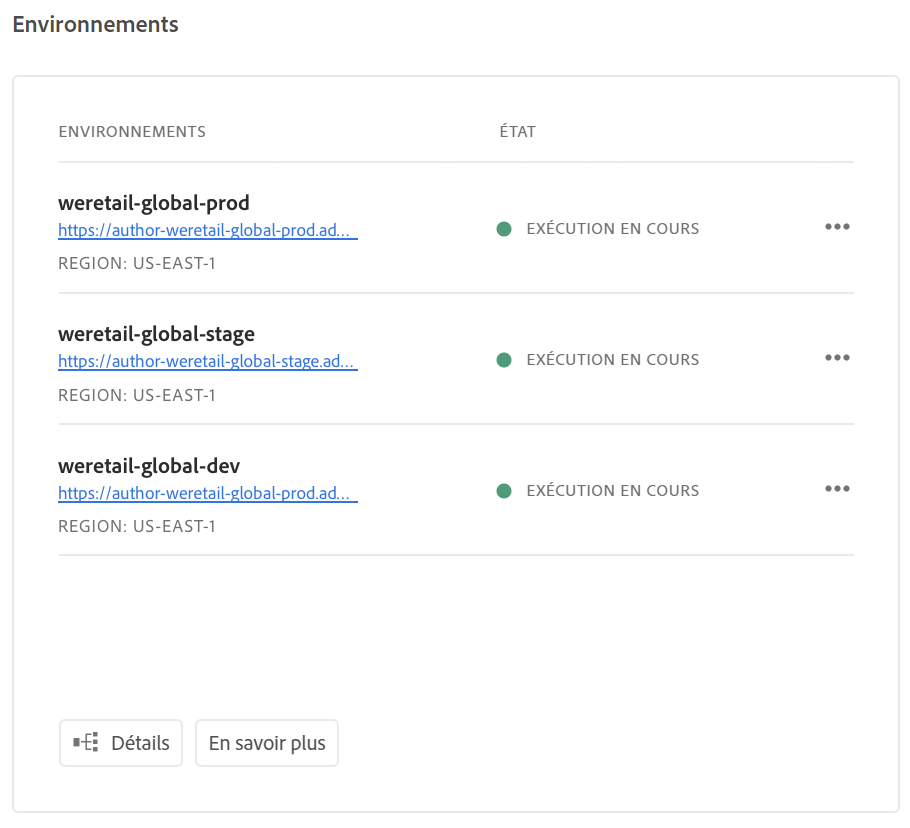 Environnements
ENVIRONNEMENTS ÉTAT
weretail-global-prod
https://author-weretail-global-prod.ad...
EXÉCUTION EN COURS
REGION: US-EAST-1
weretail-global-stage
https://author-weretail-global-stage.ad...
EXÉCUTION EN COURS
REGION: US-EAST-1
weretail-global-dev
https://author-weretail-global-prod.ad...
EXÉCUTION EN COURS
REGION: US-EAST-1
Détails En savoir plus